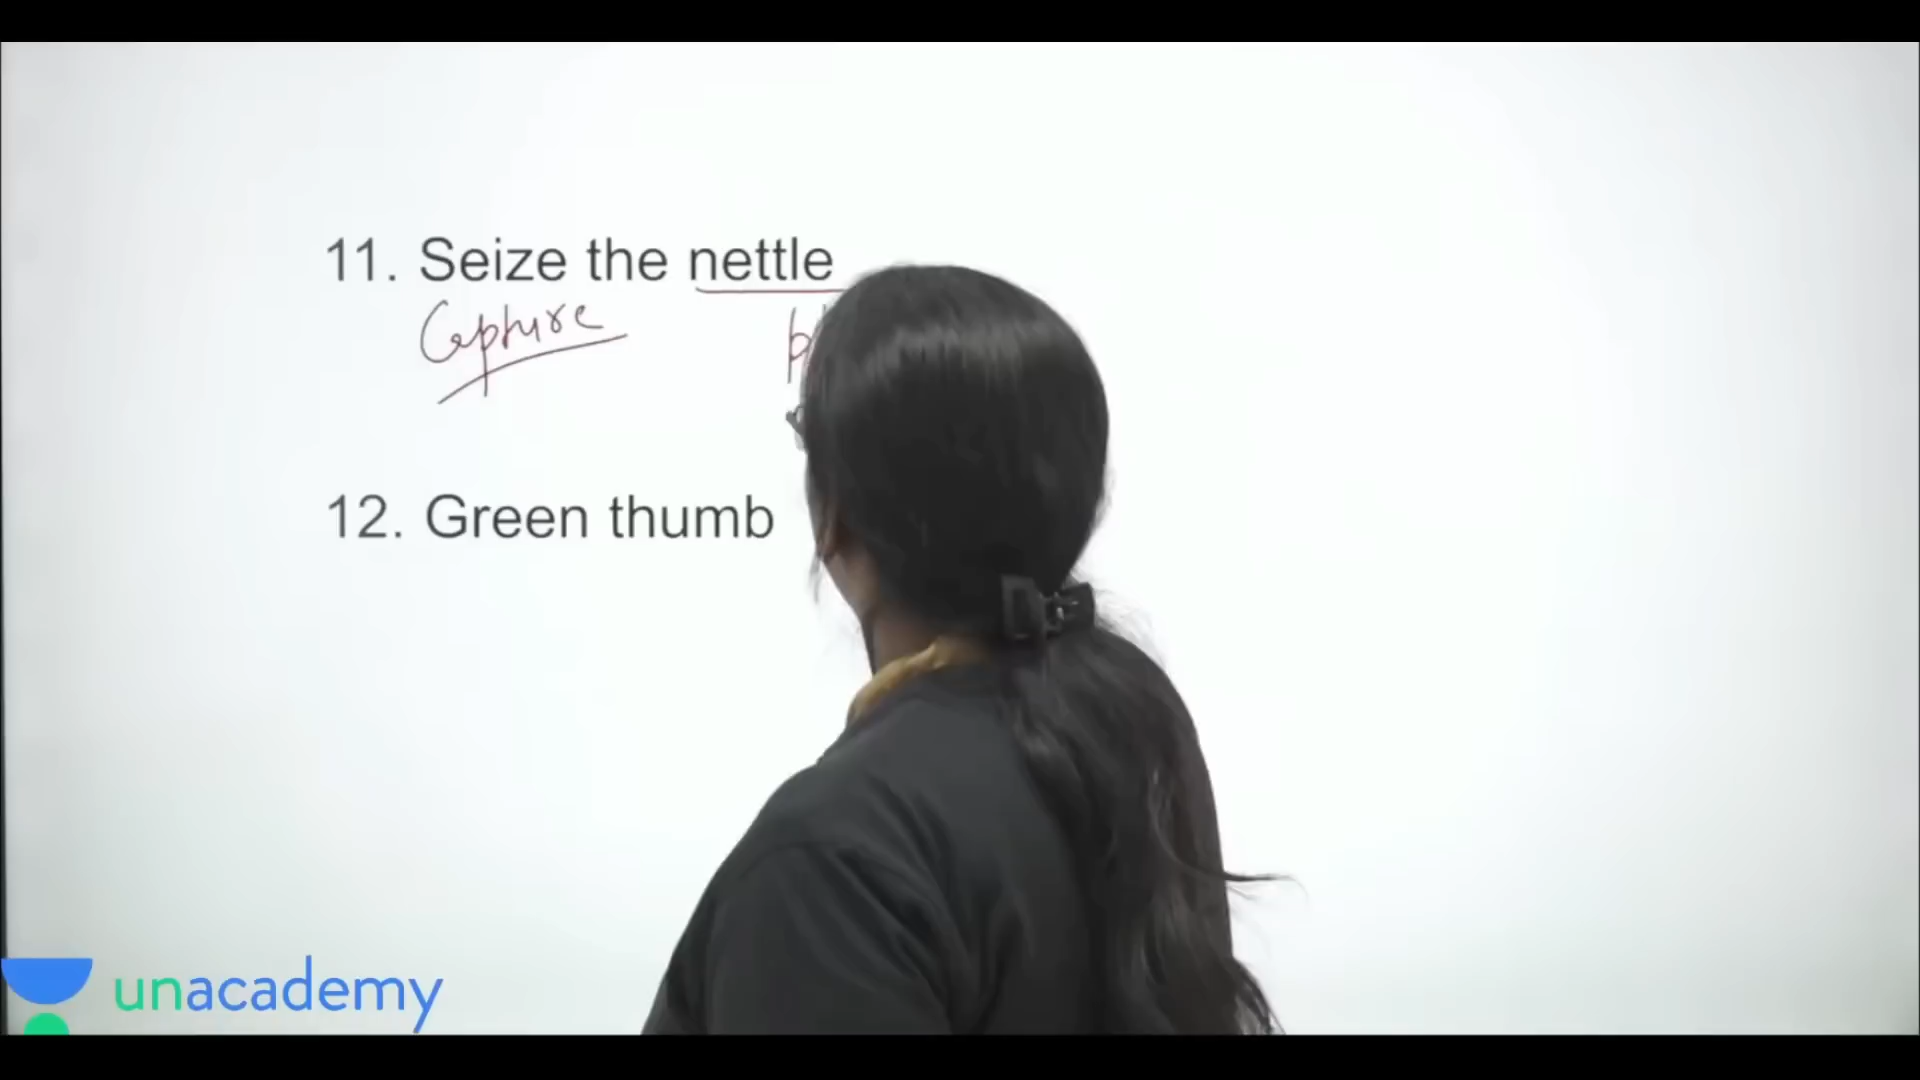 11. Seize the nettle
Capture
12. Green thumb
unacademy